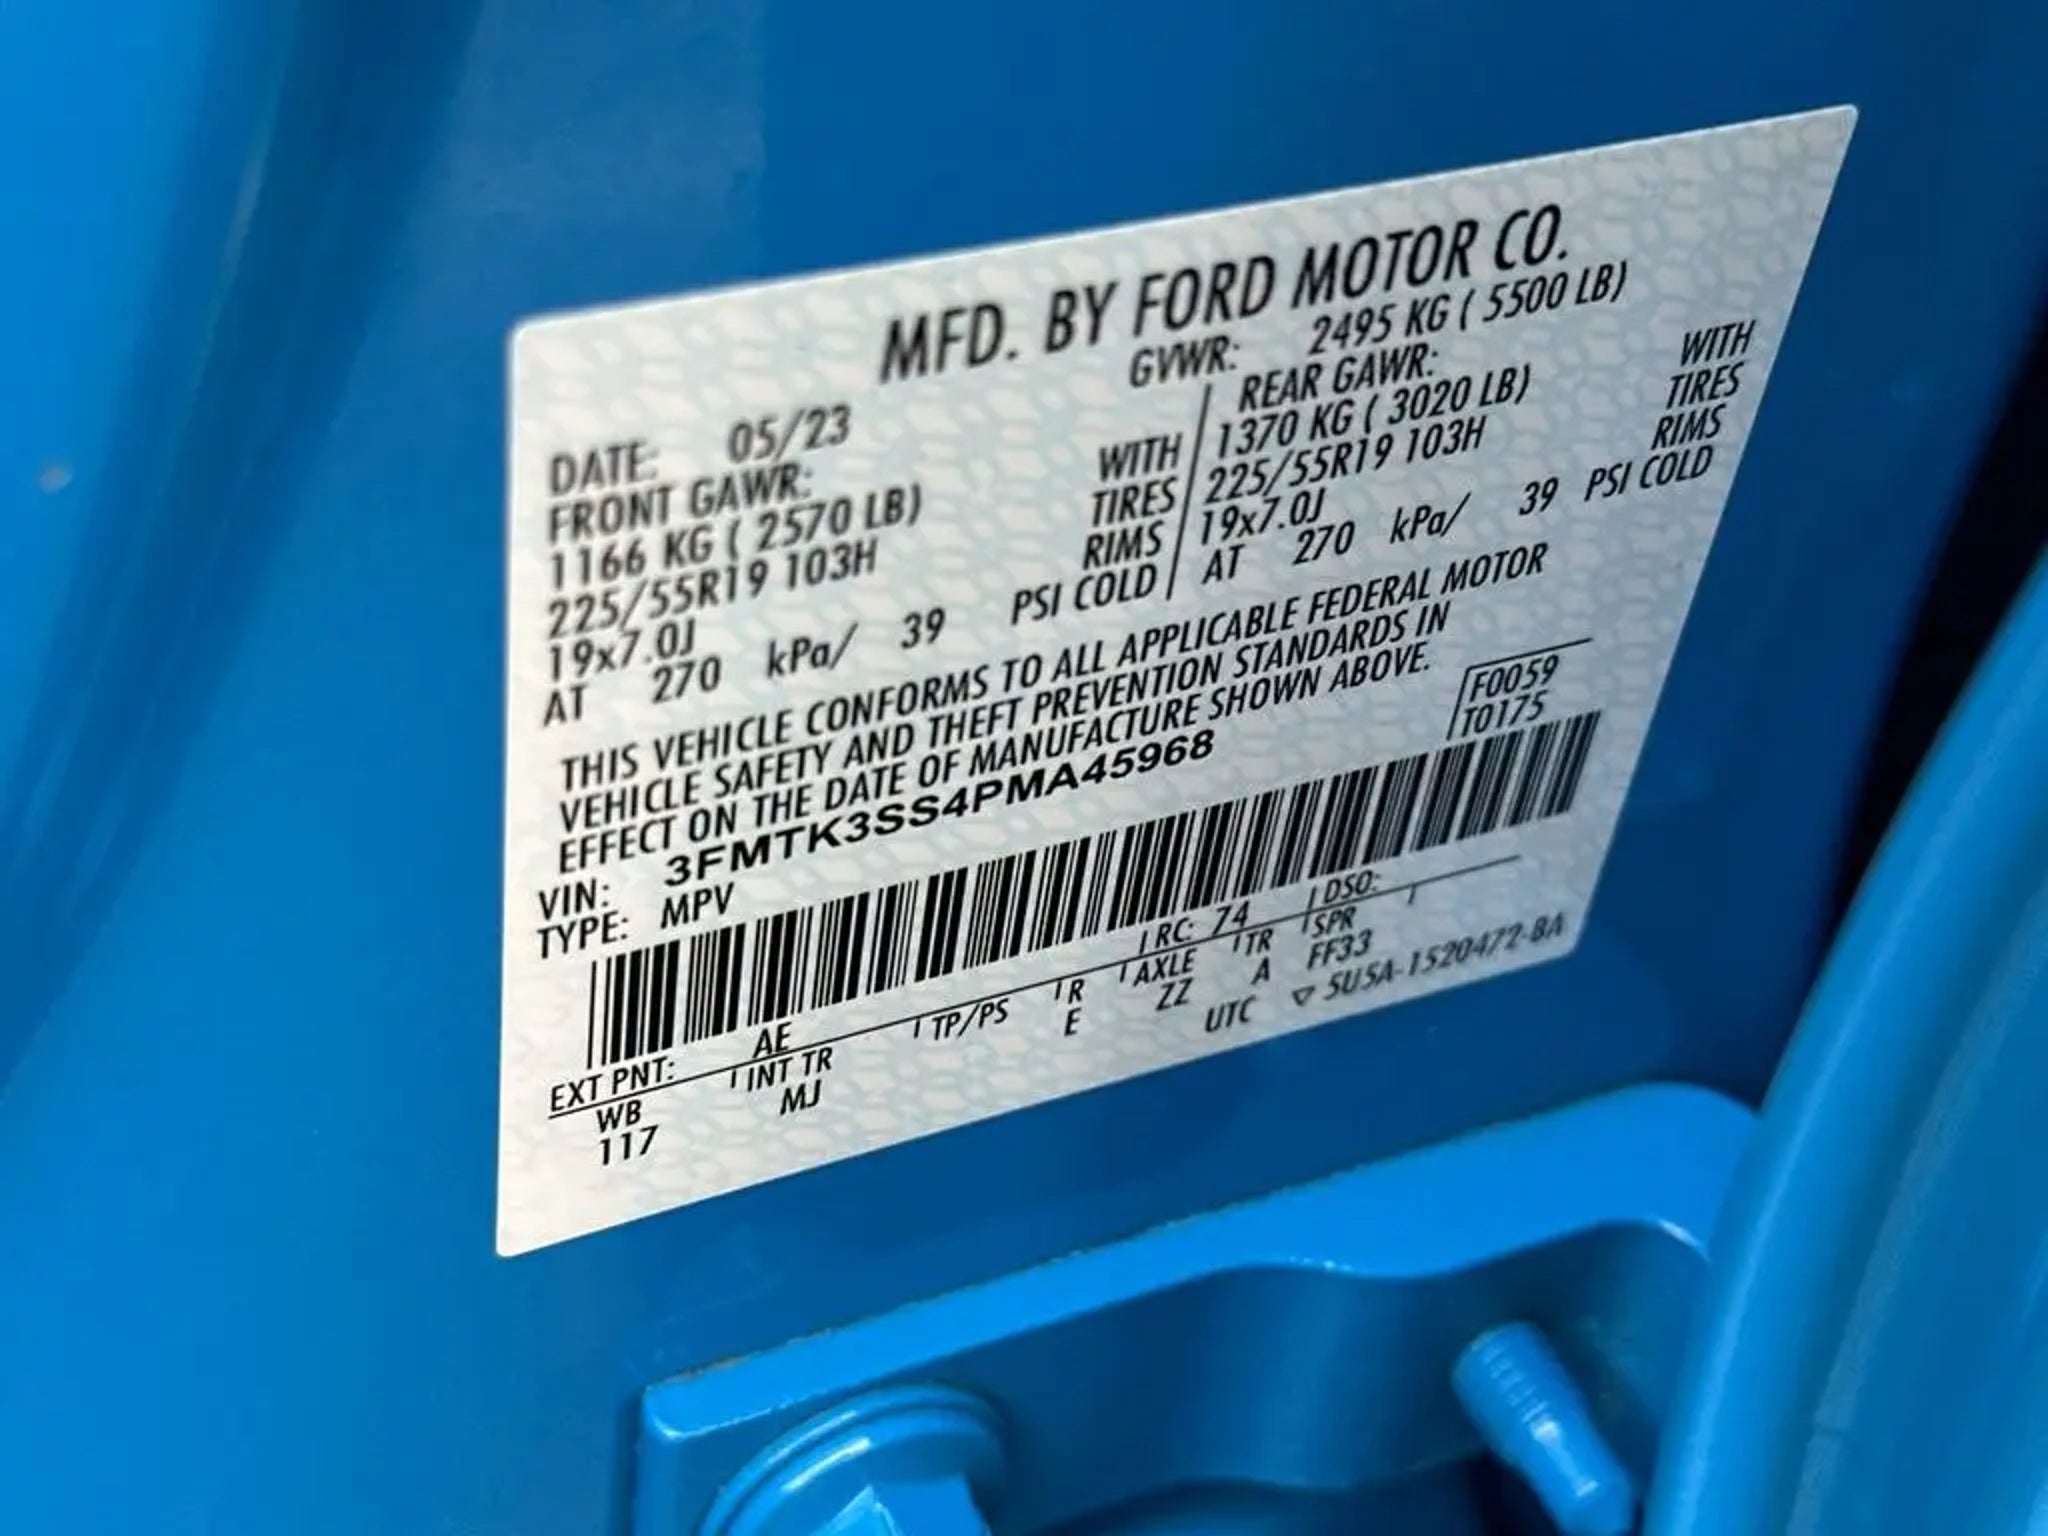 MFD. BY FORD MOTOR CO.
DATE: 05/23 GVWR: 2495 KG ( 5500 LB)
FRONT GAWR: REAR GAWR:
1166 KG ( 2570 LB) WITH 1370 KG ( 3020 LB) WITH
225/55R19 103H TIRES 225/55R19 103H TIRES
19x7.0J RIMS 19x7.0J RIMS
AT 270 kPa/ 39 PSI COLD AT 270 kPa/ 39 PSI COLD
THIS VEHICLE CONFORMS TO ALL APPLICABLE FEDERAL MOTOR
VEHICLE SAFETY AND THEFT PREVENTION STANDARDS IN
EFFECT ON THE DATE OF MANUFACTURE SHOWN ABOVE.
F0059
T0175
VIN: 3FMTK3SS4PMA45968
TYPE: MPV
EXT PNT: AE RC: 74 DSO:
WB INT TR TP/PS R AXLE TR SPR
117 MJ E ZZ A FF33
UTC ▽ 5U5A-1520472-BA